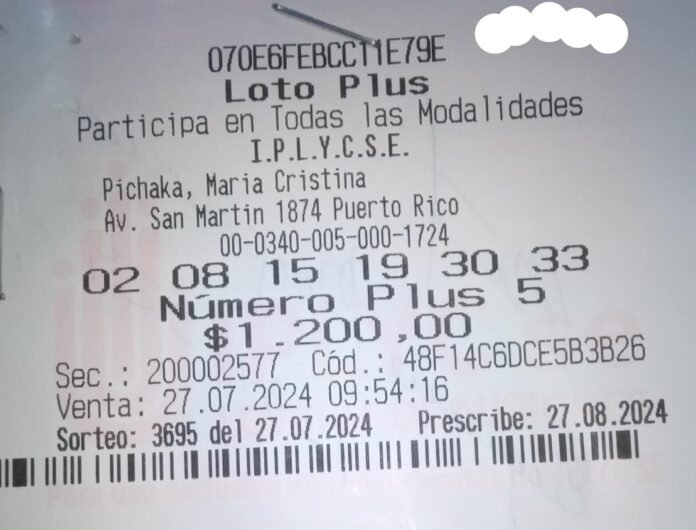 070E6FEBCC11E79E
Loto Plus
Participa en Todas las Modalidades
I.P.L.Y.C.S.E.
Pichaka, Maria Cristina
Av. San Martin 1874 Puerto Rico
00-0340-005-000-1724
02 08 15 19 30 33
Número Plus 5
$1.200,00
Sec.: 200002577 Cód.: 48F14C6DCE5B3B26
Venta: 27.07.2024 09:54:16
Sorteo: 3695 del 27.07.2024 Prescribe: 27.08.2024